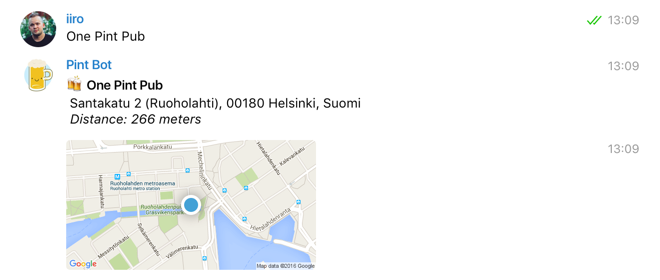 iiro
13:09
One Pint Pub
Pint Bot
13:09
One Pint Pub
Santakatu 2 (Ruoholahti), 00180 Helsinki, Suomi
Distance: 266 meters
13:09
Porkkalankatu
Mechelininkatu
Hietalahdenkatu
Kalevankatu
Ruoholahden metroasema
Ruoholahti metro station
Itämerenkatu
Messitytönkatu
Selkämerenkatu
Välimerenkatu
Hietalahdenranta
Google
Map data ©2016 Google